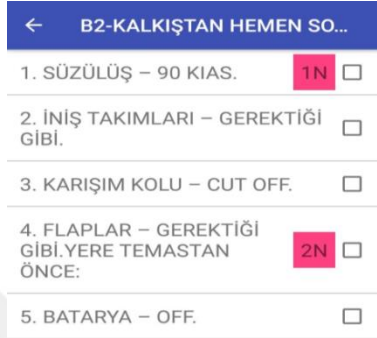 ← B2-KALKIŞTAN HEMEN SO...
1. SÜZÜLÜŞ – 90 KIAS. 1N
2. İNİŞ TAKIMLARI – GEREKTİĞİ
GİBİ.
3. KARIŞIM KOLU – CUT OFF.
4. FLAPLAR – GEREKTİĞİ
GİBİ.YERE TEMASTAN 2N
ÖNCE:
5. BATARYA – OFF.